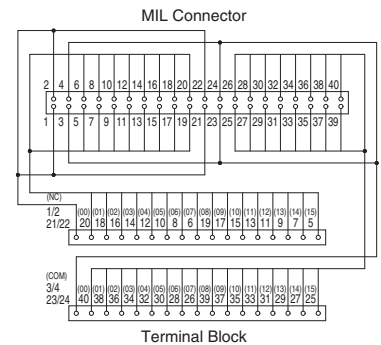 MIL Connector
2 4 6 8 10 12 14 16 18 20 22 24 26 28 30 32 34 36 38 40
1 3 5 7 9 11 13 15 17 19 21 23 25 27 29 31 33 35 37 39
(NC)
1/2 (00) (01) (02) (03) (04) (05) (06) (07) (08) (09) (10) (11) (12) (13) (14) (15)
21/22 20 18 16 14 12 10 8 6 19 17 15 13 11 9 7 5
(COM)
3/4 (00) (01) (02) (03) (04) (05) (06) (07) (08) (09) (10) (11) (12) (13) (14) (15)
23/24 40 38 36 34 32 30 28 26 39 37 35 33 31 29 27 25
Terminal Block